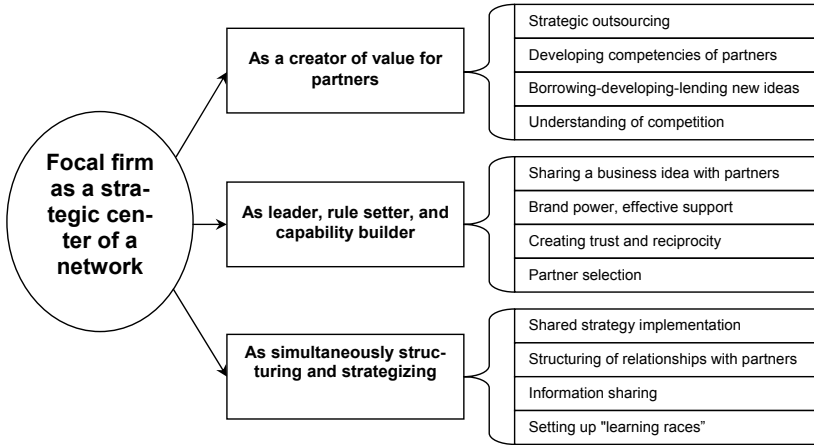 Focal firm
as a stra-
tegic cen-
ter of a
network
As a creator of value for
partners
Strategic outsourcing
Developing competencies of partners
Borrowing-developing-lending new ideas
Understanding of competition
As leader, rule setter, and
capability builder
Sharing a business idea with partners
Brand power, effective support
Creating trust and reciprocity
Partner selection
As simultaneously struc-
turing and strategizing
Shared strategy implementation
Structuring of relationships with partners
Information sharing
Setting up "learning races”